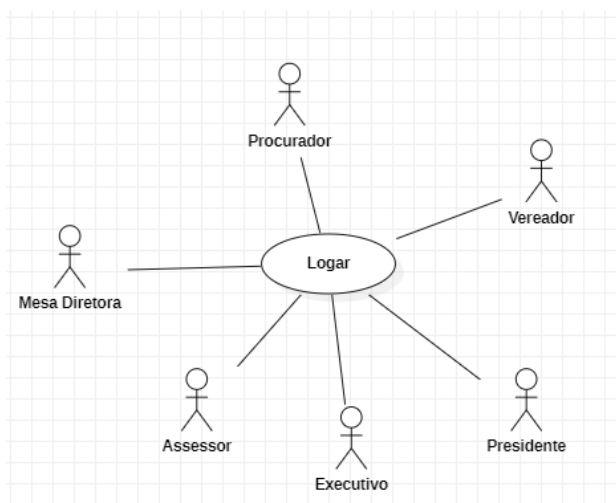 Procurador
Vereador
Logar
Mesa Diretora
Assessor
Presidente
Executivo